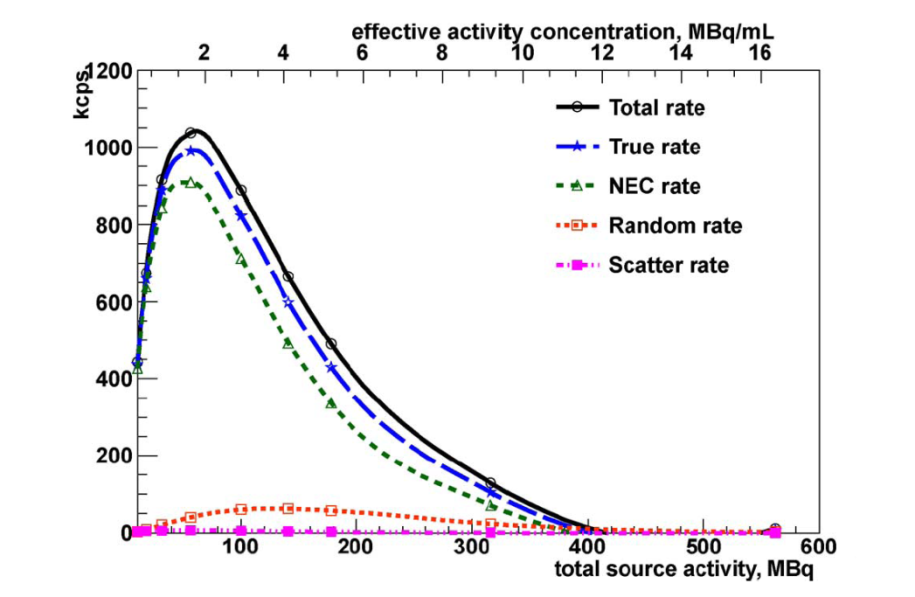 effective activity concentration, MBq/mL
2 4 6 8 10 12 14 16
kcps
1200
1000
800
600
400
200
0
Total rate
True rate
NEC rate
Random rate
Scatter rate
100 200 300 400 500 600
total source activity, MBq